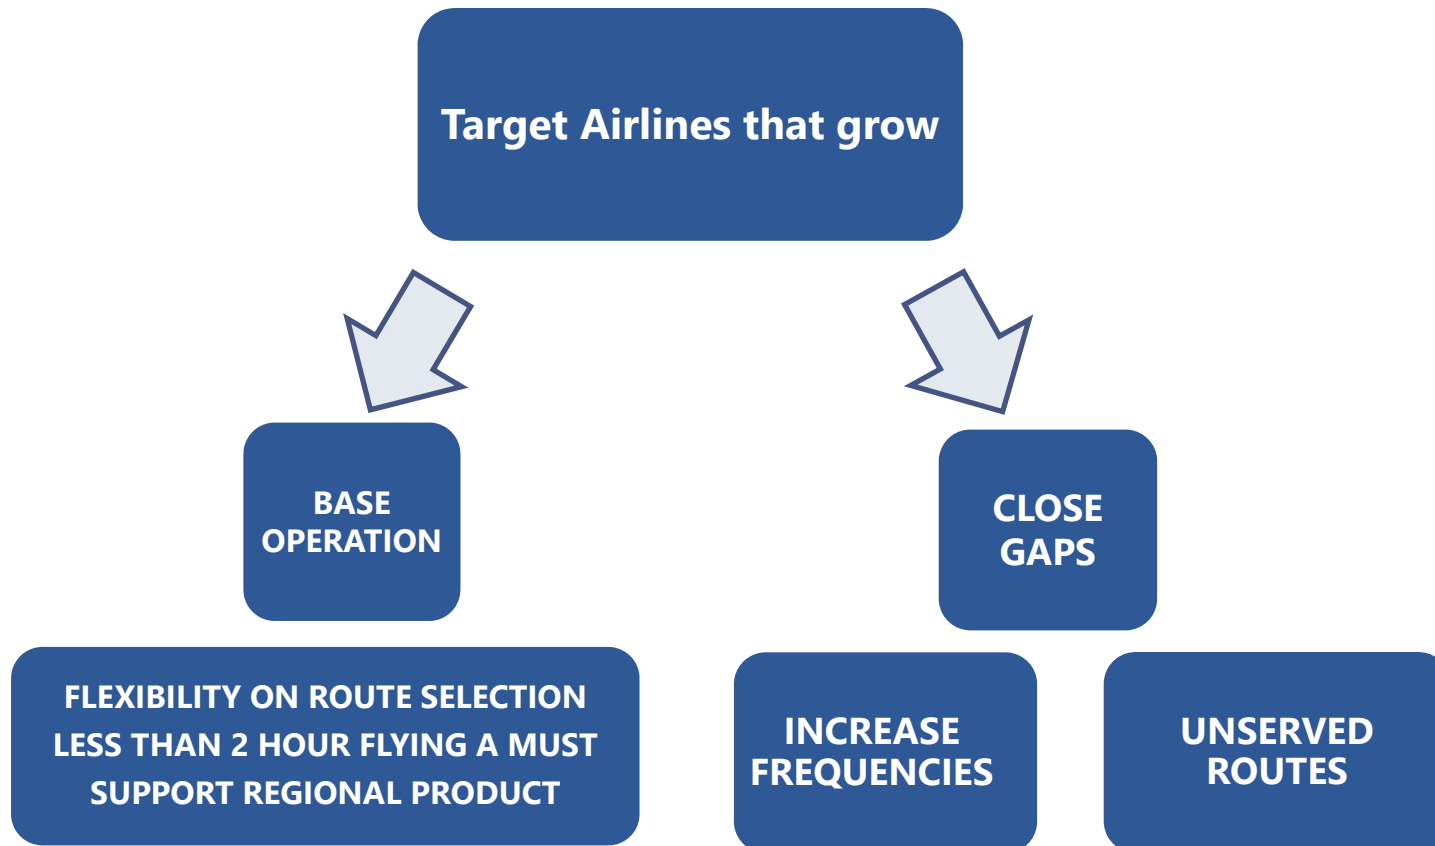 Target Airlines that grow
BASE
OPERATION
CLOSE
GAPS
FLEXIBILITY ON ROUTE SELECTION
LESS THAN 2 HOUR FLYING A MUST
SUPPORT REGIONAL PRODUCT
INCREASE
FREQUENCIES
UNSERVED
ROUTES